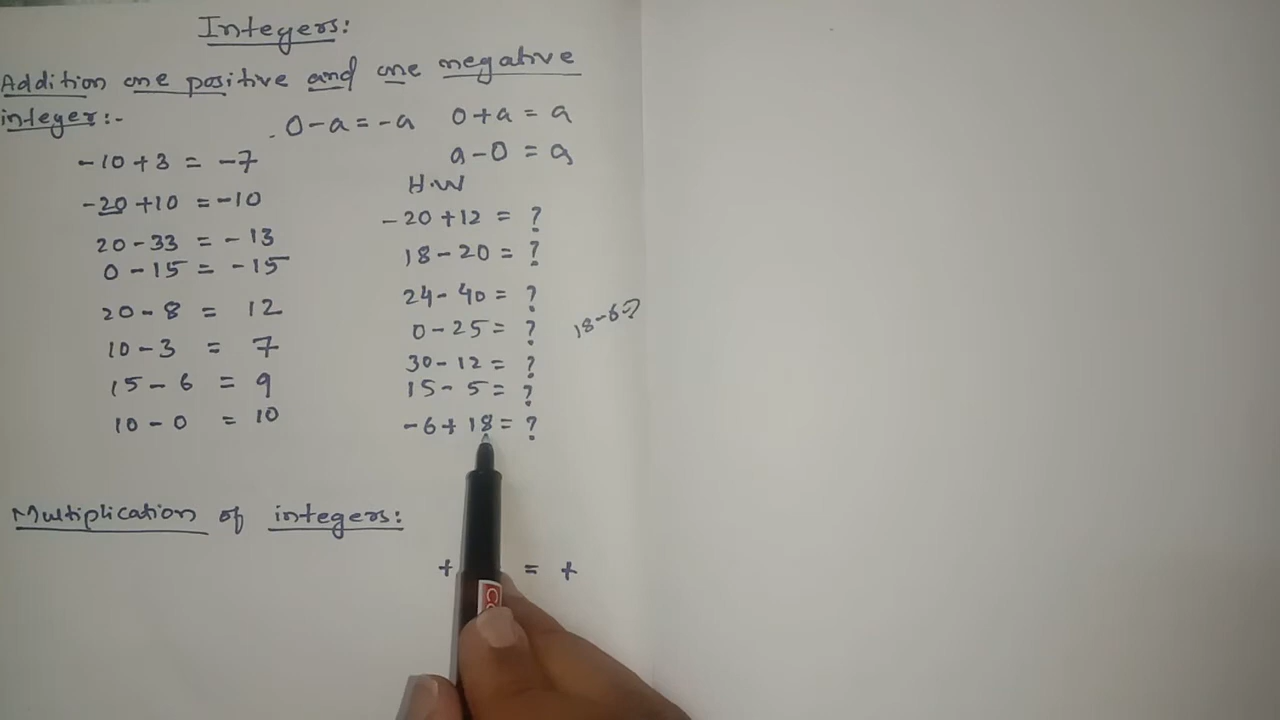 Integers:
Addition one positive and one negative
integer:-
0-a=-a
0+a=a
a-0=a
-10+3=-7
-20+10=-10
20-33=-13
0-15=-15
20-8=12
10-3=7
15-6=9
10-0=10
H.W
-20+12=?
18-20=?
24-40=?
0-25=?
30-12=?
15-5=?
-6+18=?
18-6=?
Multiplication of integers:
+ = +